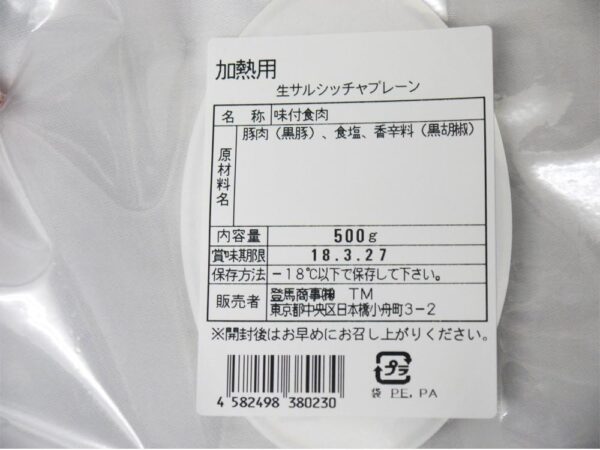 加熱用
生サルシッチャプレーン
名 称 味付食肉
原材料名 豚肉（黒豚）、食塩、香辛料（黒胡椒）
内容量 500g
賞味期限 18.3.27
保存方法 －18℃以下で保存して下さい。
販売者 登馬商事㈱ TM
東京都中央区日本橋小舟町3－2
※開封後はお早めにお召し上がりください。
4 582498 380230
プラ
袋 PE, PA